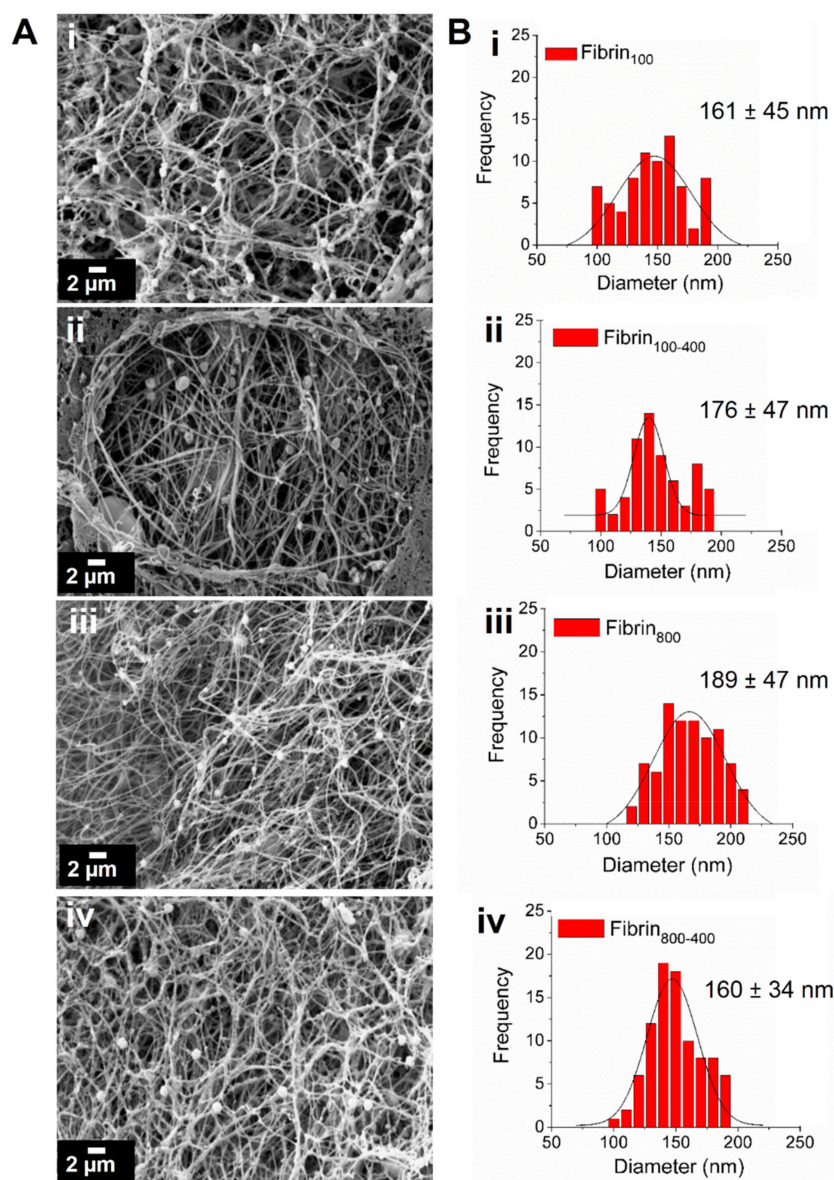 A
i
2 µm
ii
2 µm
iii
2 µm
iv
2 µm
B
i
Fibrin100
161 ± 45 nm
Frequency
25
20
15
10
5
0
50 100 150 200 250
Diameter (nm)
ii
Fibrin100-400
176 ± 47 nm
Frequency
25
20
15
10
5
0
50 100 150 200 250
Diameter (nm)
iii
Fibrin800
189 ± 47 nm
Frequency
25
20
15
10
5
0
50 100 150 200 250
Diameter (nm)
iv
Fibrin800-400
160 ± 34 nm
Frequency
25
20
15
10
5
0
50 100 150 200 250
Diameter (nm)